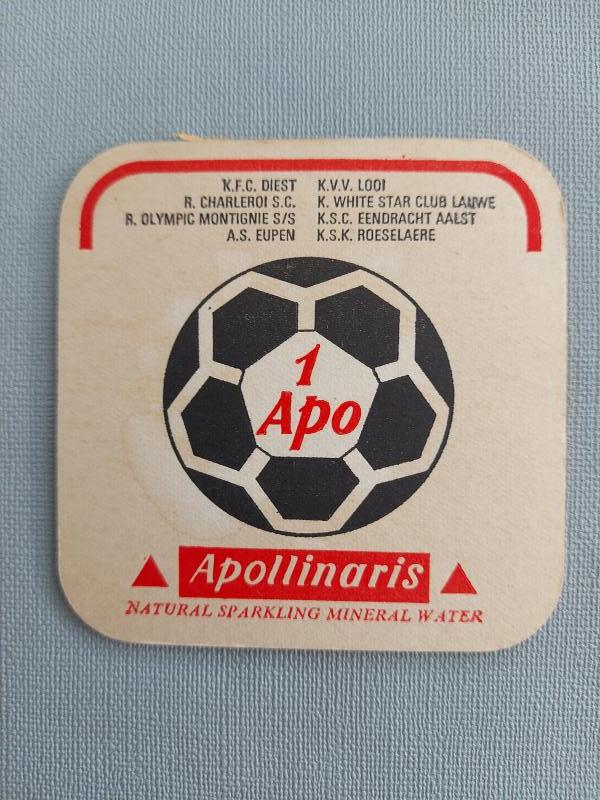 K.F.C. DIEST K.V.V. LOOI
R. CHARLEROI S.C. K. WHITE STAR CLUB LAUWE
R. OLYMPIC MONTIGNIE S/S K.S.C. EENDRACHT AALST
A.S. EUPEN K.S.K. ROESELAERE
1
Apo
Apollinaris
NATURAL SPARKLING MINERAL WATER